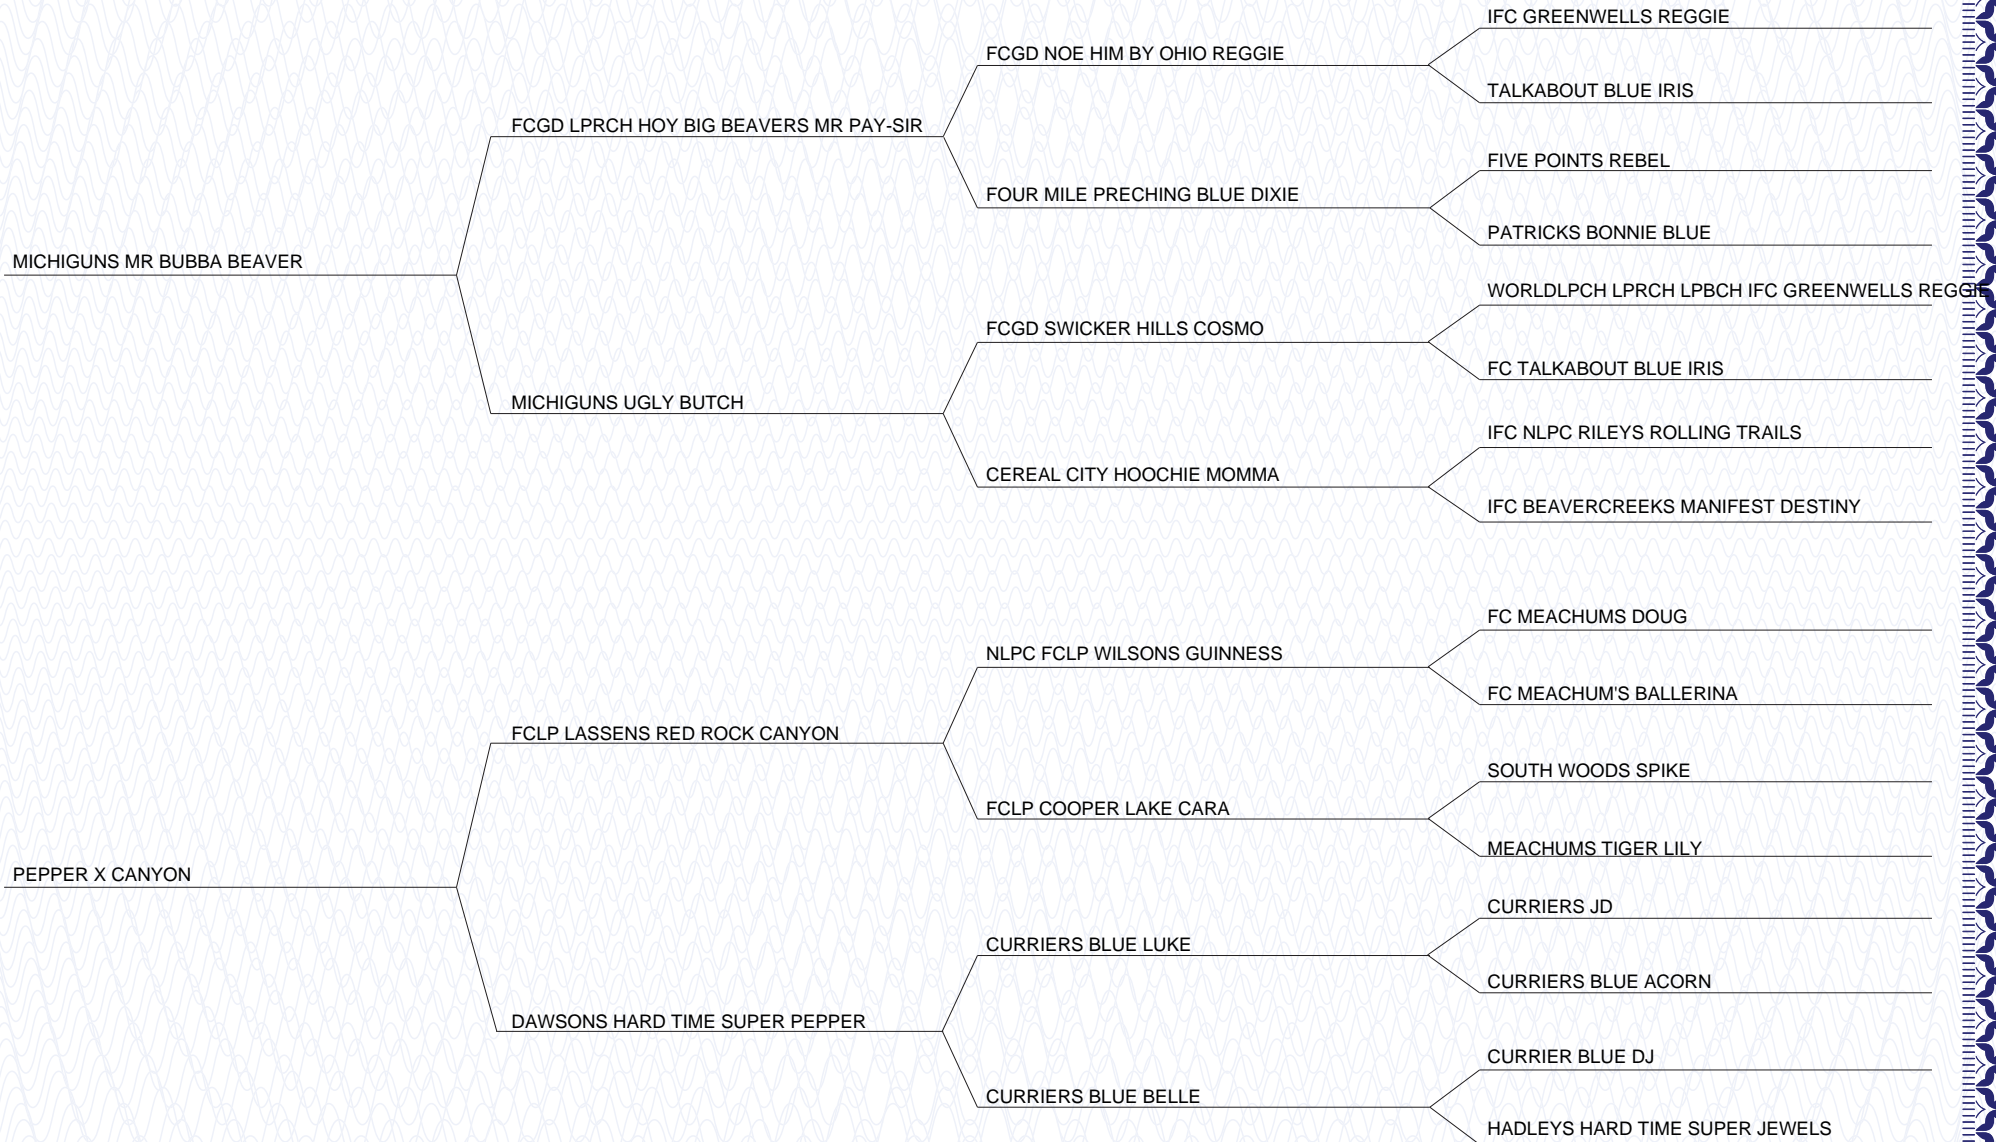 IFC GREENWELLS REGGIE
FCGD NOE HIM BY OHIO REGGIE
TALKABOUT BLUE IRIS
FCGD LPRCH HOY BIG BEAVERS MR PAY-SIR
FIVE POINTS REBEL
FOUR MILE PRECHING BLUE DIXIE
PATRICKS BONNIE BLUE
MICHIGUNS MR BUBBA BEAVER
WORLDLPCH LPRCH LPBCH IFC GREENWELLS REGGIE
FCGD SWICKER HILLS COSMO
FC TALKABOUT BLUE IRIS
MICHIGUNS UGLY BUTCH
IFC NLPC RILEYS ROLLING TRAILS
CEREAL CITY HOOCHIE MOMMA
IFC BEAVERCREEKS MANIFEST DESTINY
FC MEACHUMS DOUG
NLPC FCLP WILSONS GUINNESS
FC MEACHUM'S BALLERINA
FCLP LASSENS RED ROCK CANYON
SOUTH WOODS SPIKE
FCLP COOPER LAKE CARA
MEACHUMS TIGER LILY
PEPPER X CANYON
CURRIERS JD
CURRIERS BLUE LUKE
CURRIERS BLUE ACORN
DAWSONS HARD TIME SUPER PEPPER
CURRIER BLUE DJ
CURRIERS BLUE BELLE
HADLEYS HARD TIME SUPER JEWELS